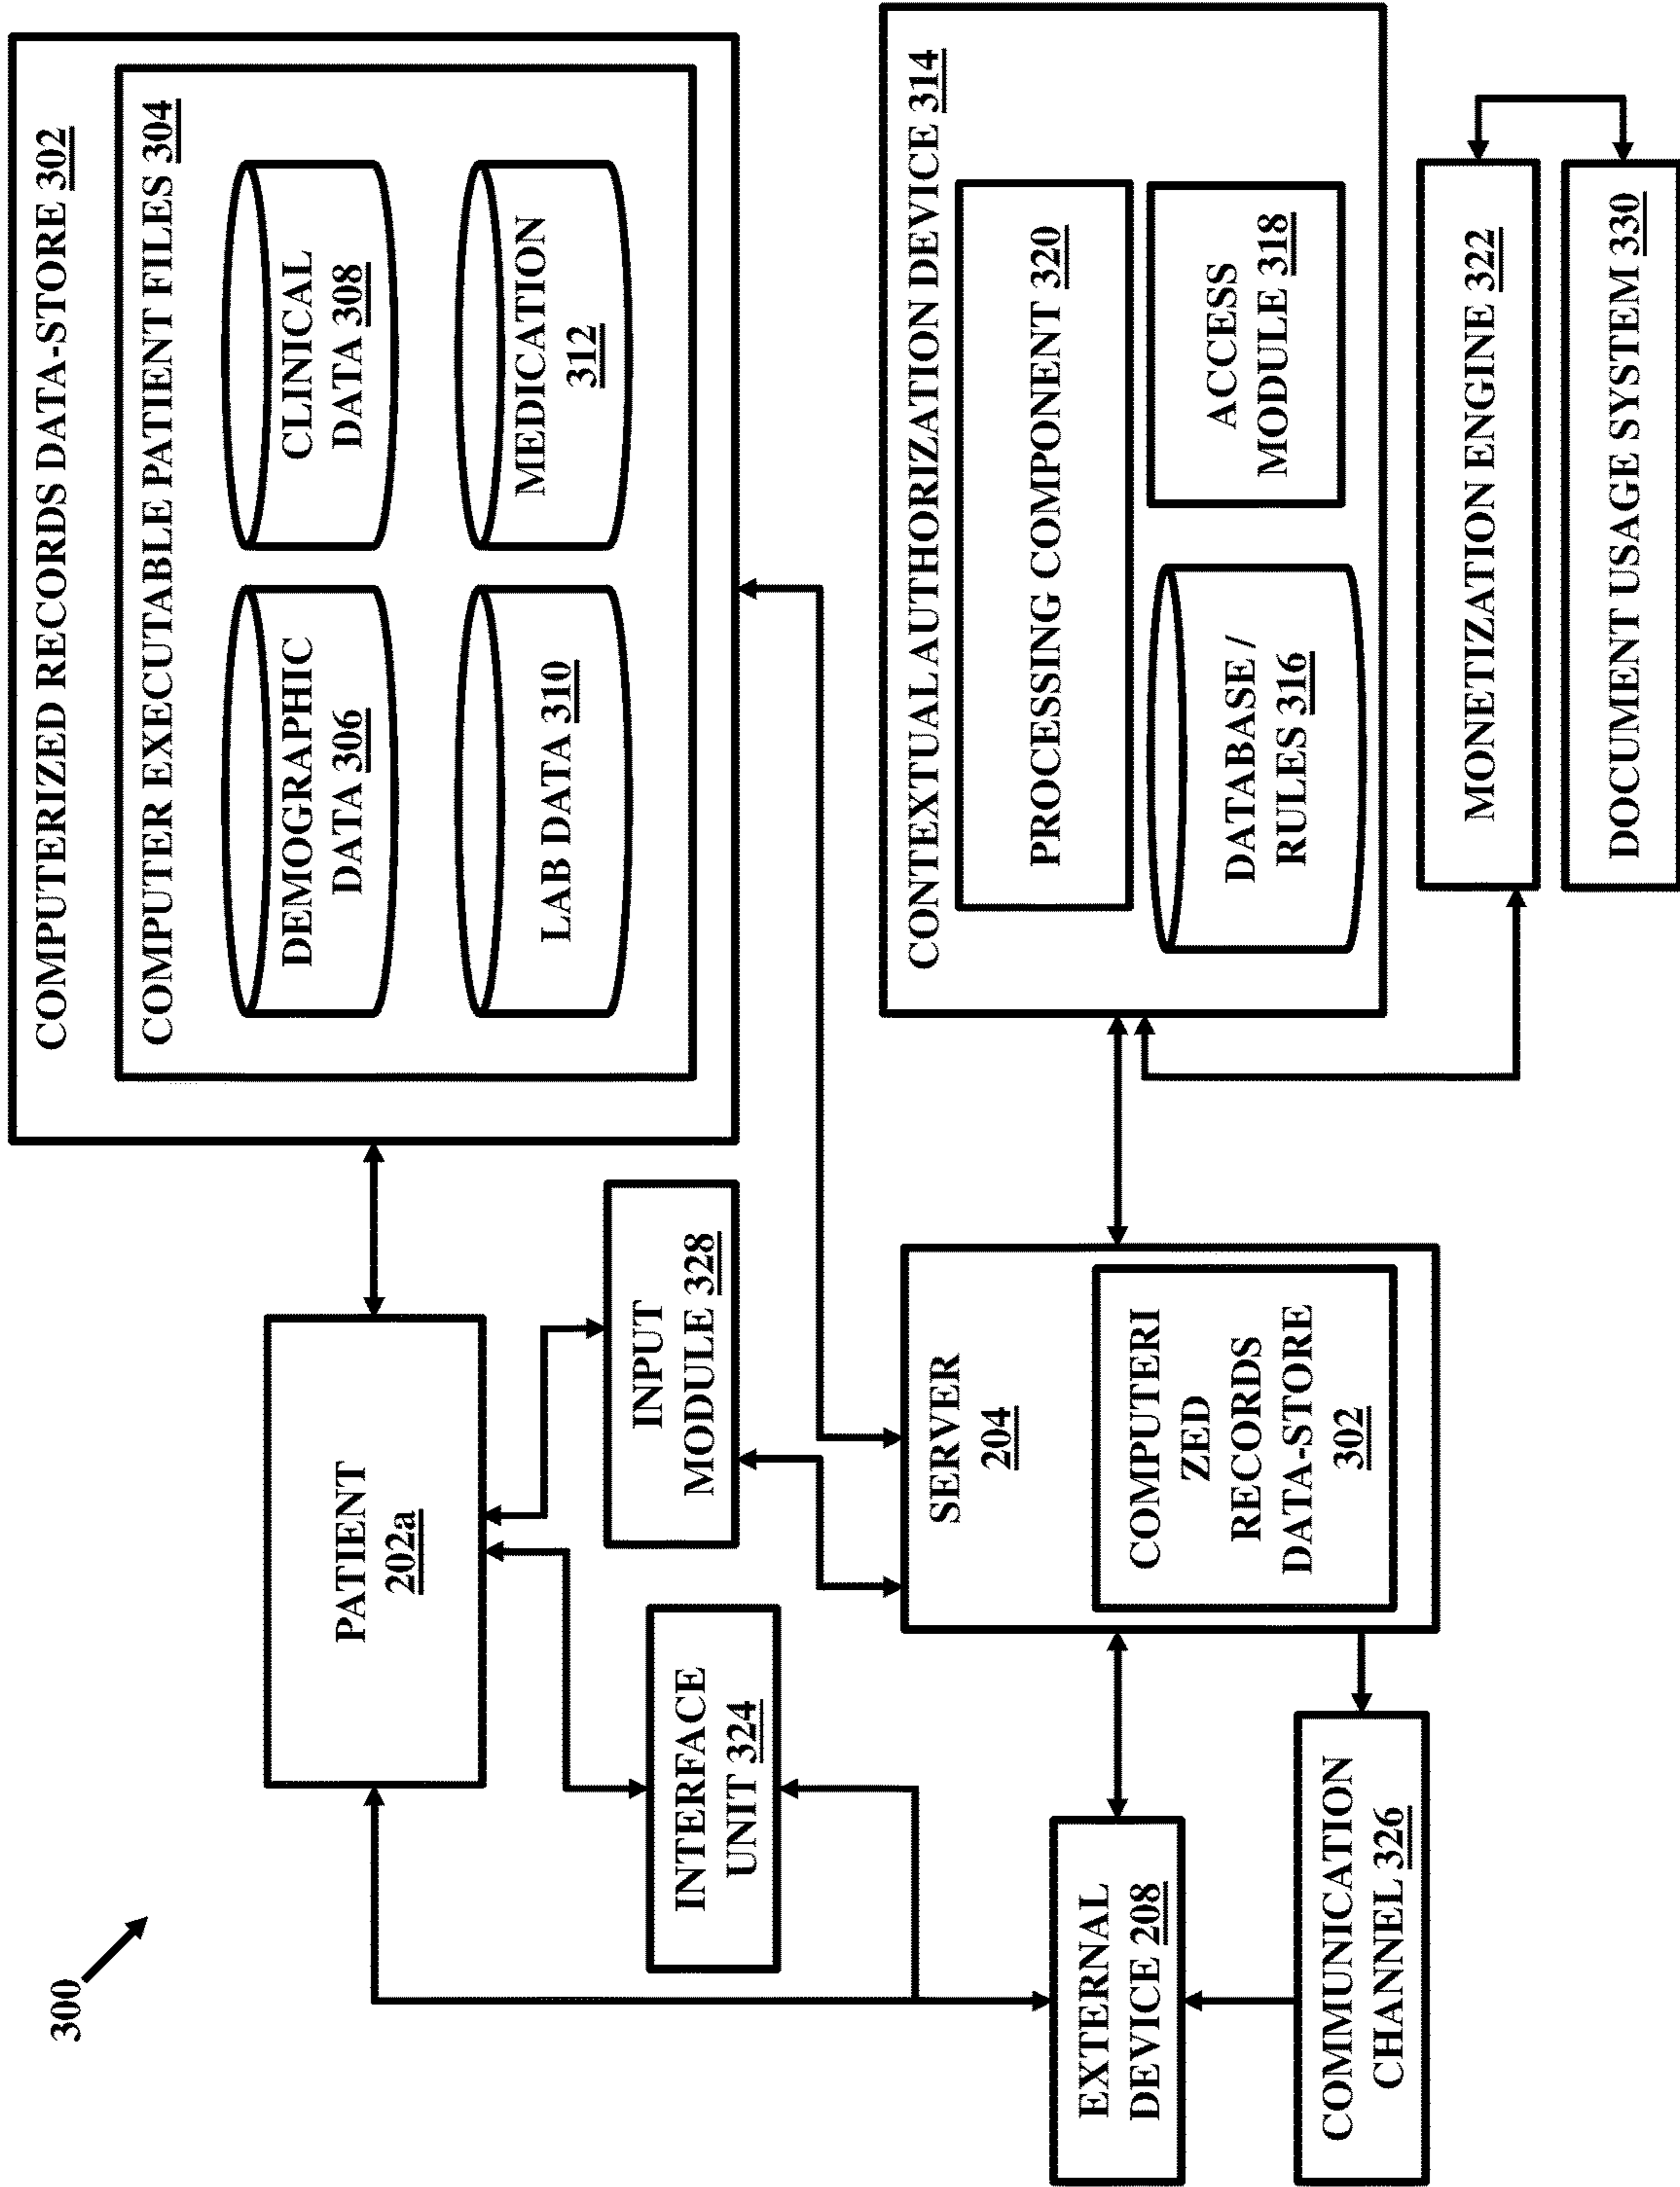 300
PATIENT
202a
COMPUTERIZED RECORDS DATA-STORE 302
COMPUTER EXECUTABLE PATIENT FILES 304
DEMOGRAPHIC
DATA 306
CLINICAL
DATA 308
LAB DATA 310
MEDICATION
312
INTERFACE
UNIT 324
INPUT
MODULE 328
EXTERNAL
DEVICE 208
SERVER
204
COMPUTERI
ZED
RECORDS
DATA-STORE
302
COMMUNICATION
CHANNEL 326
CONTEXTUAL AUTHORIZATION DEVICE 314
PROCESSING COMPONENT 320
DATABASE /
RULES 316
ACCESS
MODULE 318
MONETIZATION ENGINE 322
DOCUMENT USAGE SYSTEM 330